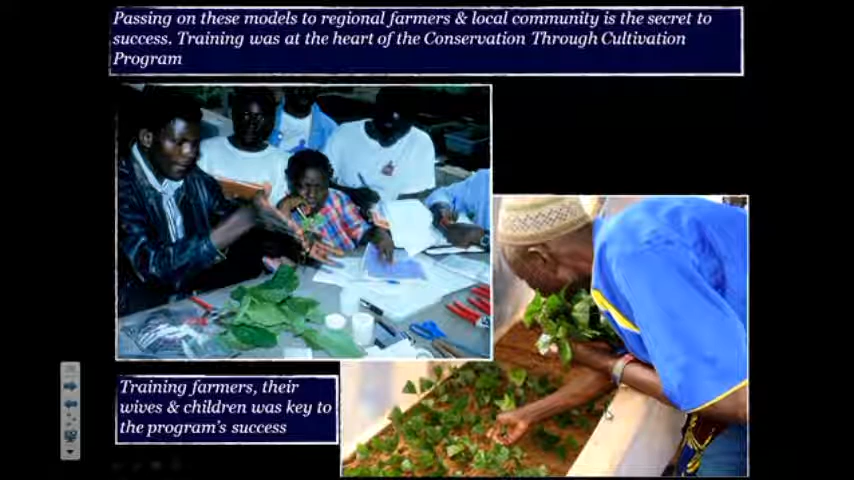 Passing on these models to regional farmers & local community is the secret to
success. Training was at the heart of the Conservation Through Cultivation
Program
Training farmers, their
wives & children was key to
the program's success